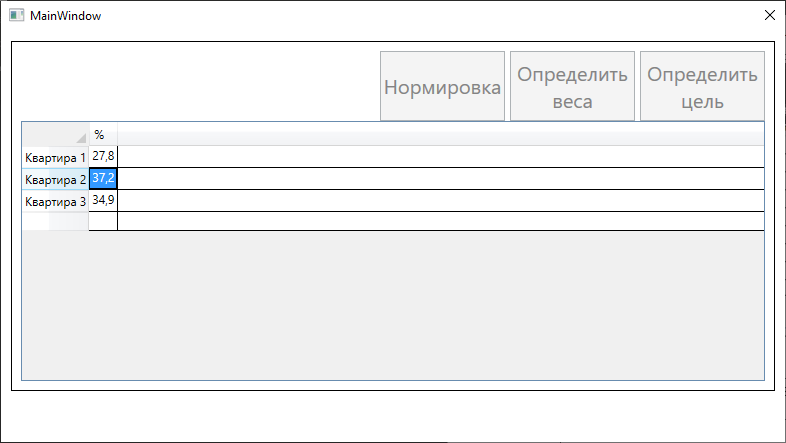 MainWindow
Нормировка
Определить веса
Определить цель
%
Квартира 1 27,8
Квартира 2 37,2
Квартира 3 34,9